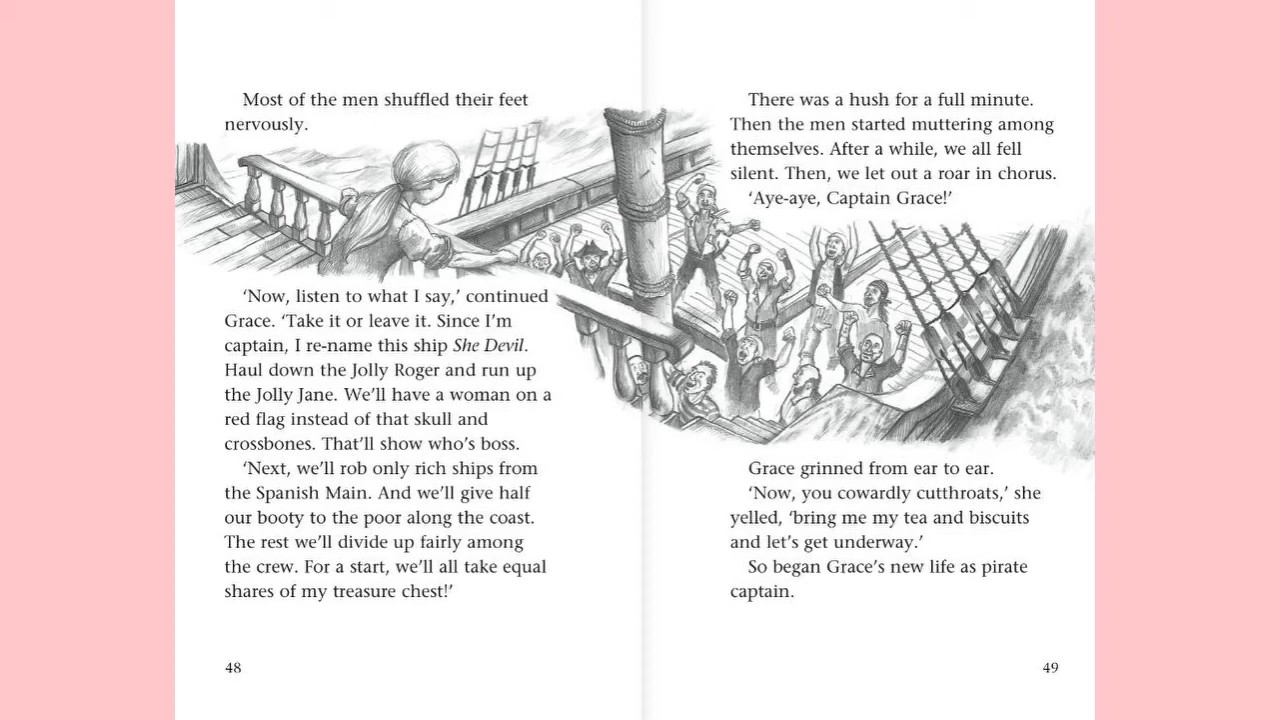 Most of the men shuffled their feet
nervously.
‘Now, listen to what I say,’ continued
Grace. ‘Take it or leave it. Since I’m
captain, I re-name this ship She Devil.
Haul down the Jolly Roger and run up
the Jolly Jane. We’ll have a woman on a
red flag instead of that skull and
crossbones. That’ll show who’s boss.
‘Next, we’ll rob only rich ships from
the Spanish Main. And we’ll give half
our booty to the poor along the coast.
The rest we’ll divide up fairly among
the crew. For a start, we’ll all take equal
shares of my treasure chest!’
48
There was a hush for a full minute.
Then the men started muttering among
themselves. After a while, we all fell
silent. Then, we let out a roar in chorus.
‘Aye-aye, Captain Grace!’
Grace grinned from ear to ear.
‘Now, you cowardly cutthroats,’ she
yelled, ‘bring me my tea and biscuits
and let’s get underway.’
So began Grace’s new life as pirate
captain.
49